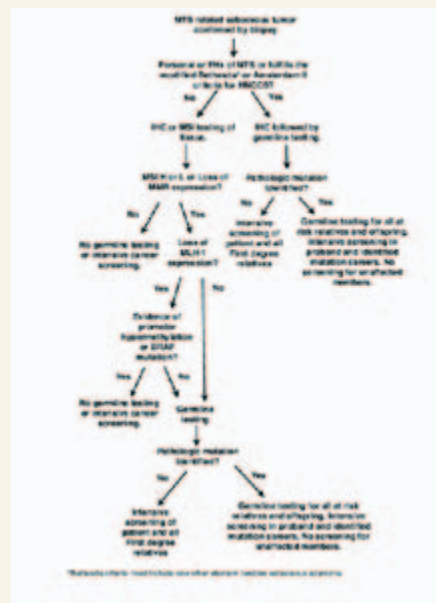 MTS related sebaceous tumor
confirmed by biopsy
Personal or FHx of MTS or fulfills the
modified Bethesda* or Amsterdam II
criteria for HNCCS?
No
Yes
IHC or MSI testing of
tissue.
IHC followed by
germline testing.
MSI H or L or Loss of
MMR expression?
Pathologic mutation
identified?
No
Yes
No
Yes
No germline testing
or intensive cancer
screening.
Loss of
MLH1
expression?
Intensive
screening of
patient and all
First degree
relatives
Germline testing for all at
risk relatives and offspring.
Intensive screening in
proband and identified
mutation careers. No
screening for unaffected
members.
Yes
No
Evidence of
promoter
hypermethylation
or BRAF
mutation?
Yes
No
No germline testing
or intensive cancer
screening.
Germline
testing
Pathologic mutation
identified?
No
Yes
Intensive
screening of
patient and all
First degree
relatives
Germline testing for all at risk
relatives and offspring. Intensive
screening in proband and identified
mutation careers. No screening for
unaffected members.